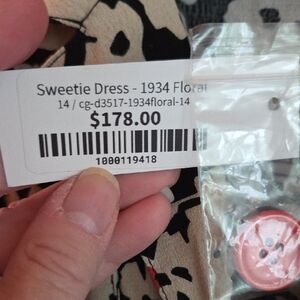 Sweetie Dress - 1934 Floral
14 / cg-d3517-1934floral-14
$178.00
1000119418